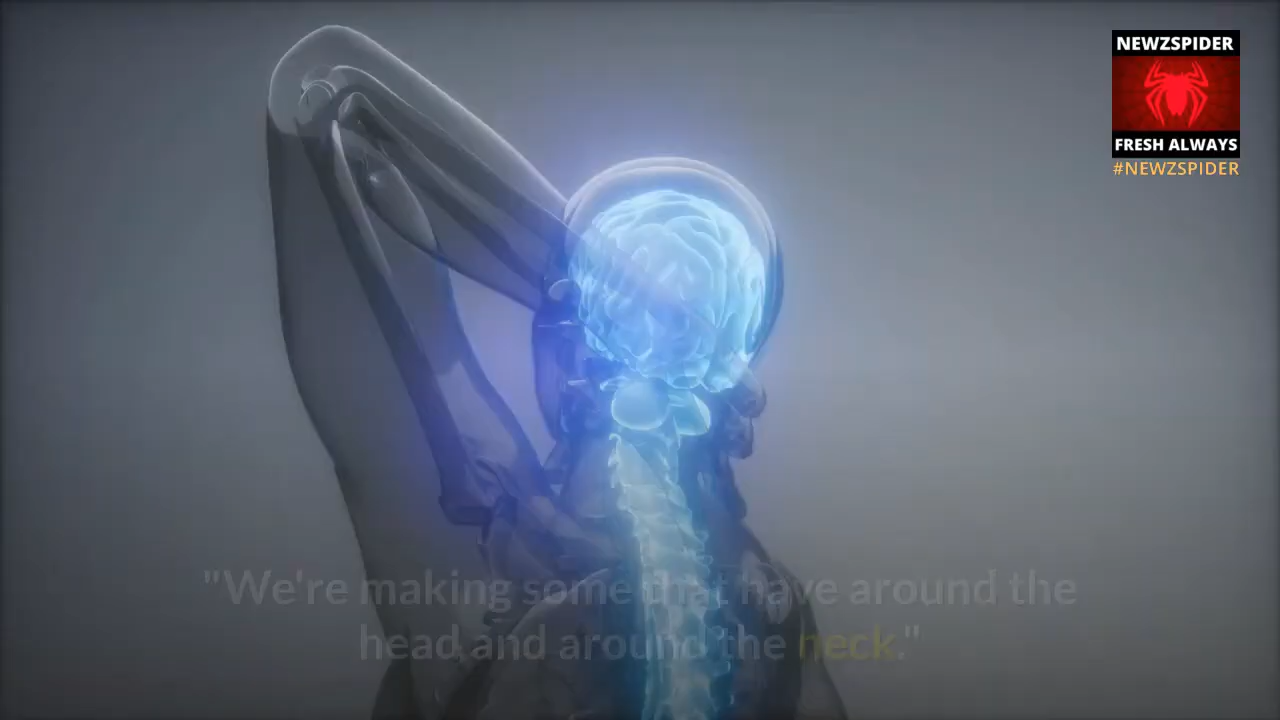 NEWZSPIDER
FRESH ALWAYS
#NEWZSPIDER
"We're making some that have around the
head and around the neck."